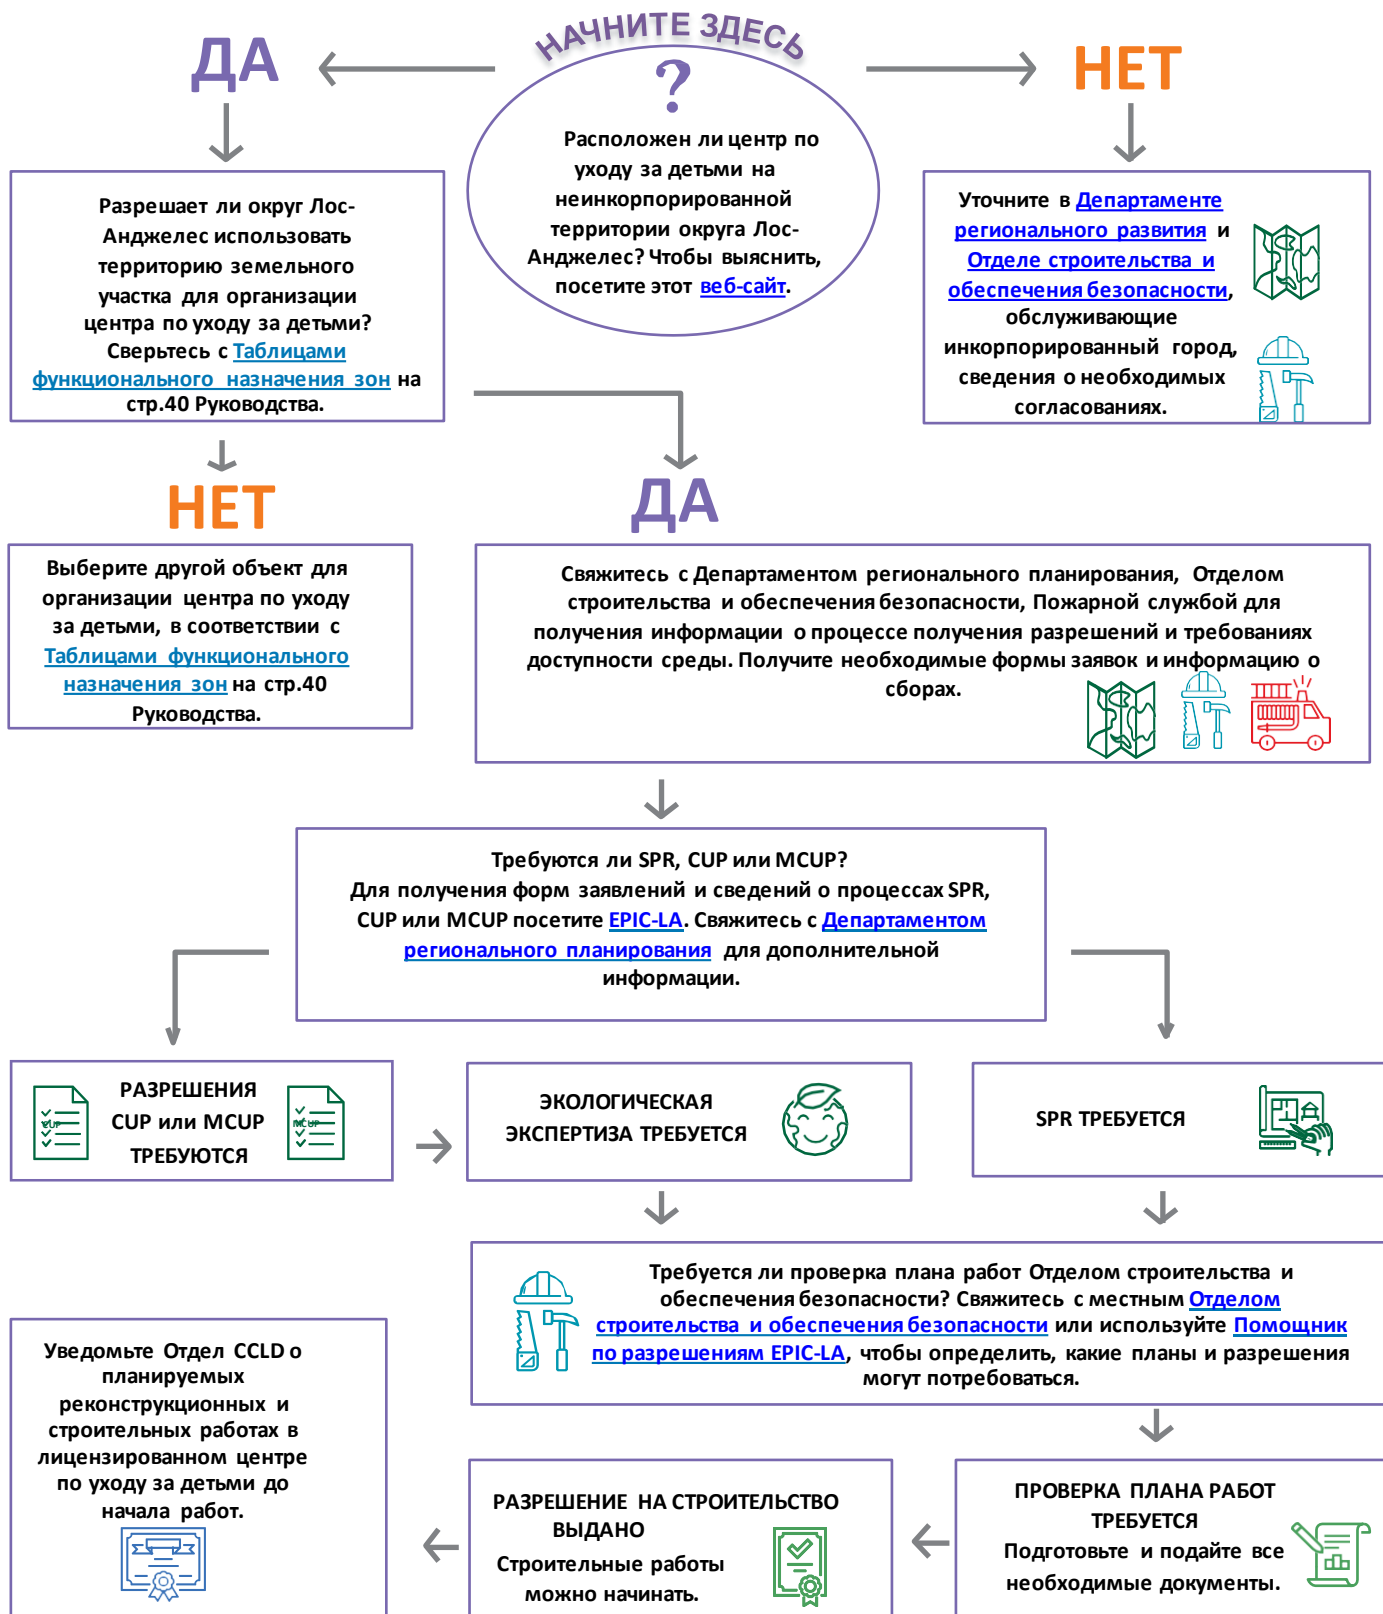 НАЧНИТЕ ЗДЕСЬ
ДА
?
НЕТ
Расположен ли центр по
уходу за детьми на
неинкорпорированной
территории округа Лос-
Анджелес? Чтобы выяснить,
посетите этот веб-сайт.
Разрешает ли округ Лос-
Анджелес использовать
территорию земельного
участка для организации
центра по уходу за детьми?
Сверьтесь с Таблицами
функционального назначения зон на
стр.40 Руководства.
Уточните в Департаменте
регионального развития и
Отделе строительства и
обеспечения безопасности,
обслуживающие
инкорпорированный город,
сведения о необходимых
согласованиях.
НЕТ
ДА
Выберите другой объект для
организации центра по уходу
за детьми, в соответствии с
Таблицами функционального
назначения зон на стр.40
Руководства.
Свяжитесь с Департаментом регионального планирования, Отделом
строительства и обеспечения безопасности, Пожарной службой для
получения информации о процессе получения разрешений и требованиях
доступности среды. Получите необходимые формы заявок и информацию о
сборах.
Требуются ли SPR, CUP или MCUP?
Для получения форм заявлений и сведений о процессах SPR,
CUP или MCUP посетите EPIC-LA. Свяжитесь с Департаментом
регионального планирования для дополнительной
информации.
CUP
РАЗРЕШЕНИЯ
CUP или MCUP
ТРЕБУЮТСЯ
MCUP
ЭКОЛОГИЧЕСКАЯ
ЭКСПЕРТИЗА ТРЕБУЕТСЯ
SPR ТРЕБУЕТСЯ
Требуется ли проверка плана работ Отделом строительства и
обеспечения безопасности? Свяжитесь с местным Отделом
строительства и обеспечения безопасности или используйте Помощник
по разрешениям EPIC-LA, чтобы определить, какие планы и разрешения
могут потребоваться.
Уведомьте Отдел CCLD о
планируемых
реконструкционных и
строительных работах в
лицензированном центре
по уходу за детьми до
начала работ.
РАЗРЕШЕНИЕ НА СТРОИТЕЛЬСТВО
ВЫДАНО
Строительные работы
можно начинать.
ПРОВЕРКА ПЛАНА РАБОТ
ТРЕБУЕТСЯ
Подготовьте и подайте все
необходимые документы.